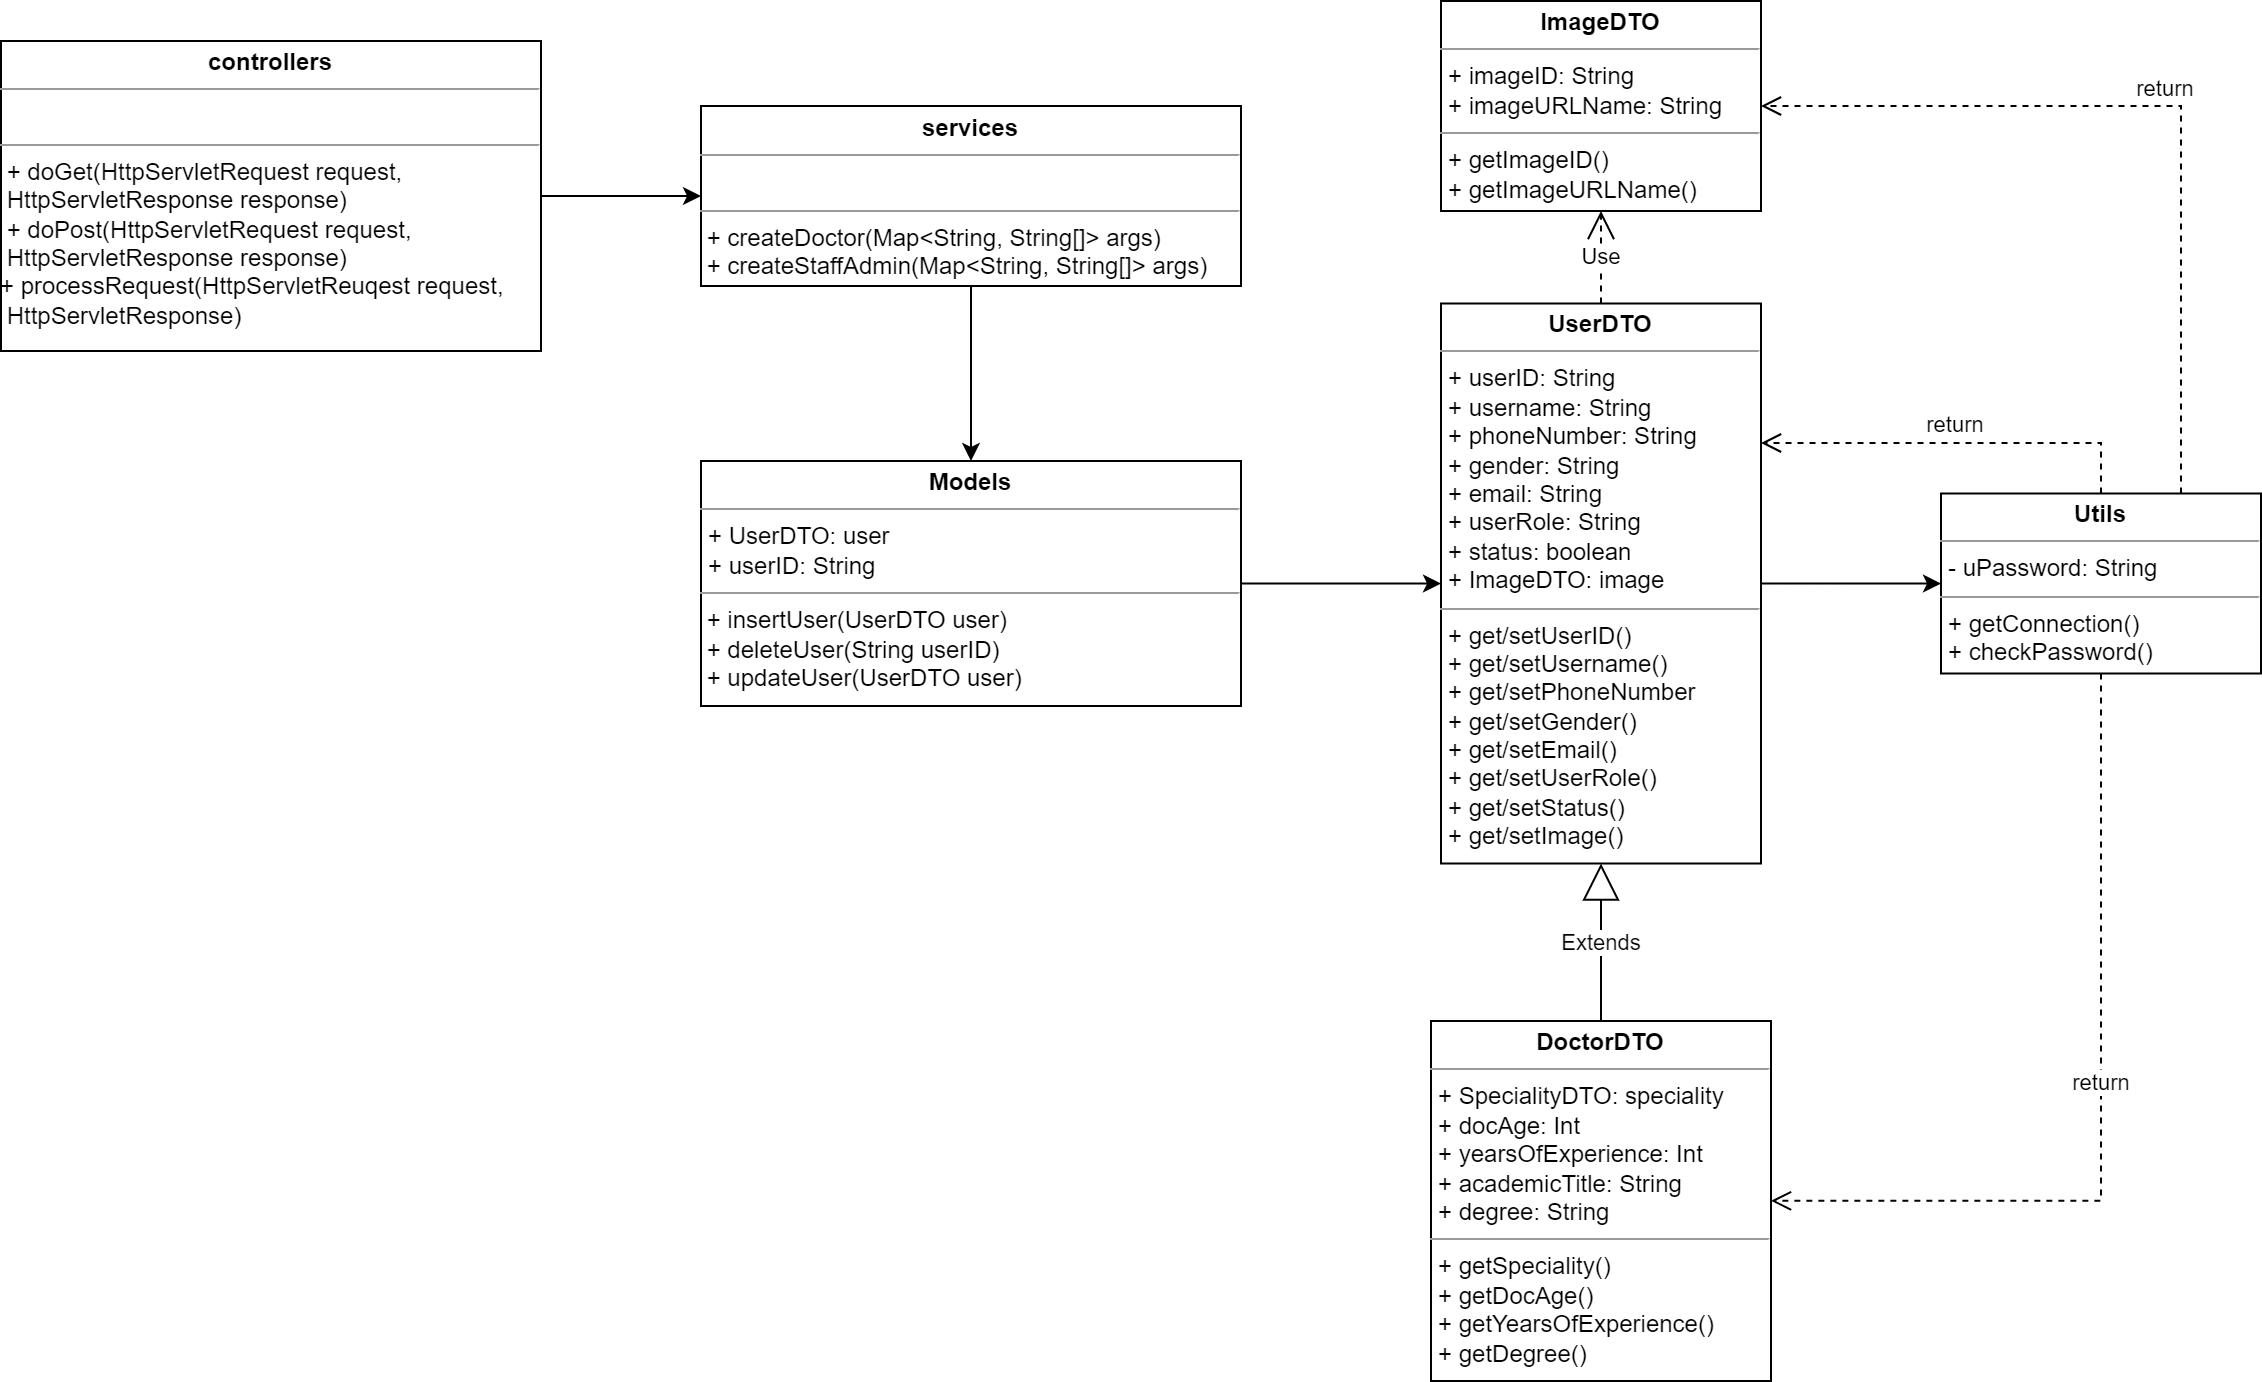 controllers
+ doGet(HttpServletRequest request,
HttpServletResponse response)
+ doPost(HttpServletRequest request,
HttpServletResponse response)
+ processRequest(HttpServletReuqest request,
HttpServletResponse)
services
+ createDoctor(Map<String, String[]> args)
+ createStaffAdmin(Map<String, String[]> args)
Models
+ UserDTO: user
+ userID: String
+ insertUser(UserDTO user)
+ deleteUser(String userID)
+ updateUser(UserDTO user)
ImageDTO
+ imageID: String
+ imageURLName: String
+ getImageID()
+ getImageURLName()
Use
UserDTO
+ userID: String
+ username: String
+ phoneNumber: String
+ gender: String
+ email: String
+ userRole: String
+ status: boolean
+ ImageDTO: image
+ get/setUserID()
+ get/setUsername()
+ get/setPhoneNumber
+ get/setGender()
+ get/setEmail()
+ get/setUserRole()
+ get/setStatus()
+ get/setImage()
Extends
DoctorDTO
+ SpecialityDTO: speciality
+ docAge: Int
+ yearsOfExperience: Int
+ academicTitle: String
+ degree: String
+ getSpeciality()
+ getDocAge()
+ getYearsOfExperience()
+ getDegree()
return
return
Utils
- uPassword: String
+ getConnection()
+ checkPassword()
return